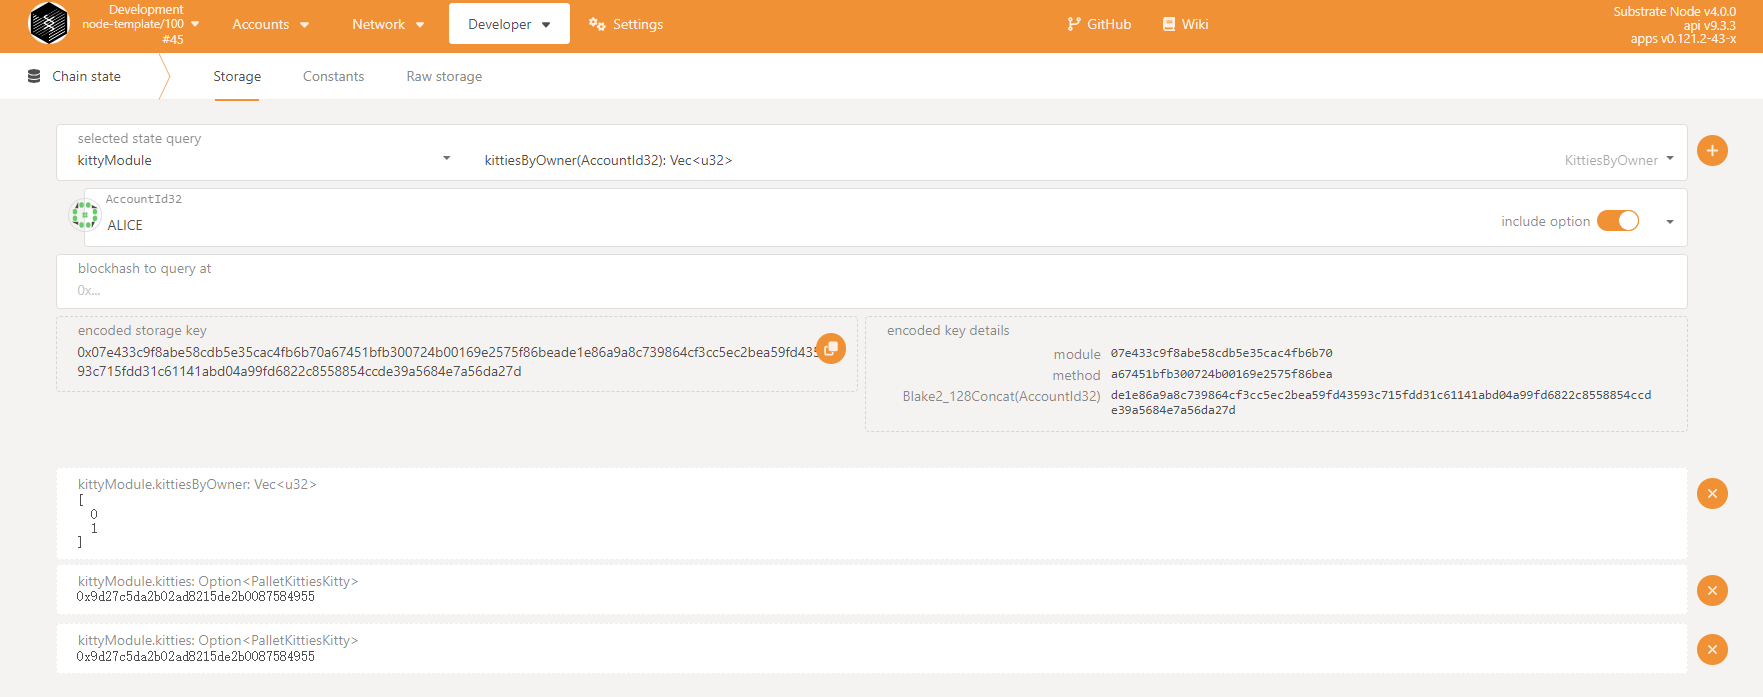 Development
node-template/100
#45
Accounts
Network
Developer
Settings
GitHub
Wiki
Substrate Node v4.0.0
api v9.3.3
apps v0.121.2-43-x
Chain state
Storage
Constants
Raw storage
selected state query
kittyModule
kittiesByOwner(AccountId32): Vec<u32>
KittiesByOwner
AccountId32
ALICE
include option
blockhash to query at
0x...
encoded storage key
0x07e433c9f8abe58cdb5e35cac4fb6b70a67451bfb300724b00169e2575f86beade1e86a9a8c739864cf3cc5ec2bea59fd435
93c715fdd31c61141abd04a99fd6822c8558854ccde39a5684e7a56da27d
encoded key details
module 07e433c9f8abe58cdb5e35cac4fb6b70
method a67451bfb300724b00169e2575f86bea
Blake2_128Concat(AccountId32) de1e86a9a8c739864cf3cc5ec2bea59fd43593c715fdd31c61141abd04a99fd6822c8558854ccd
e39a5684e7a56da27d
kittyModule.kittiesByOwner: Vec<u32>
[
0
1
]
kittyModule.kitties: Option<PalletKittiesKitty>
0x9d27c5da2b02ad8215de2b0087584955
kittyModule.kitties: Option<PalletKittiesKitty>
0x9d27c5da2b02ad8215de2b0087584955